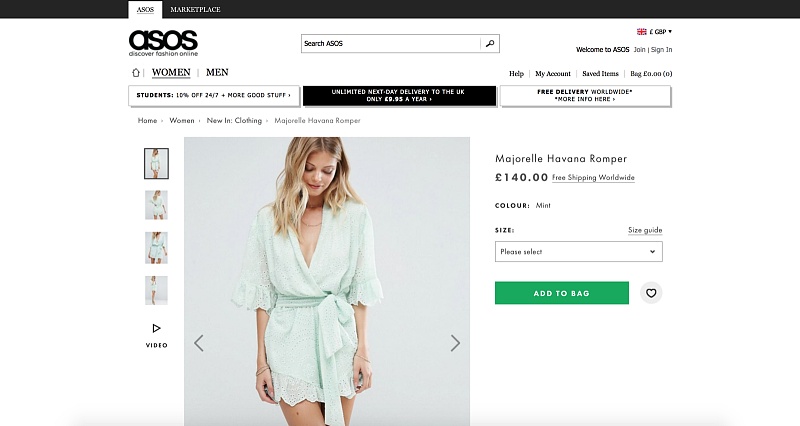 ASOS MARKETPLACE
asos
discover fashion online
Search ASOS
£ GBP ▾
Welcome to ASOS Join | Sign In
WOMEN | MEN
Help | My Account | Saved Items | Bag £0.00 (0)
STUDENTS: 10% OFF 24/7 + MORE GOOD STUFF ›
UNLIMITED NEXT-DAY DELIVERY TO THE UK
ONLY £9.95 A YEAR ›
FREE DELIVERY WORLDWIDE*
*MORE INFO HERE ›
Home › Women › New In: Clothing › Majorelle Havana Romper
Majorelle Havana Romper
£140.00 Free Shipping Worldwide
COLOUR: Mint
SIZE: Size guide
Please select
ADD TO BAG
VIDEO